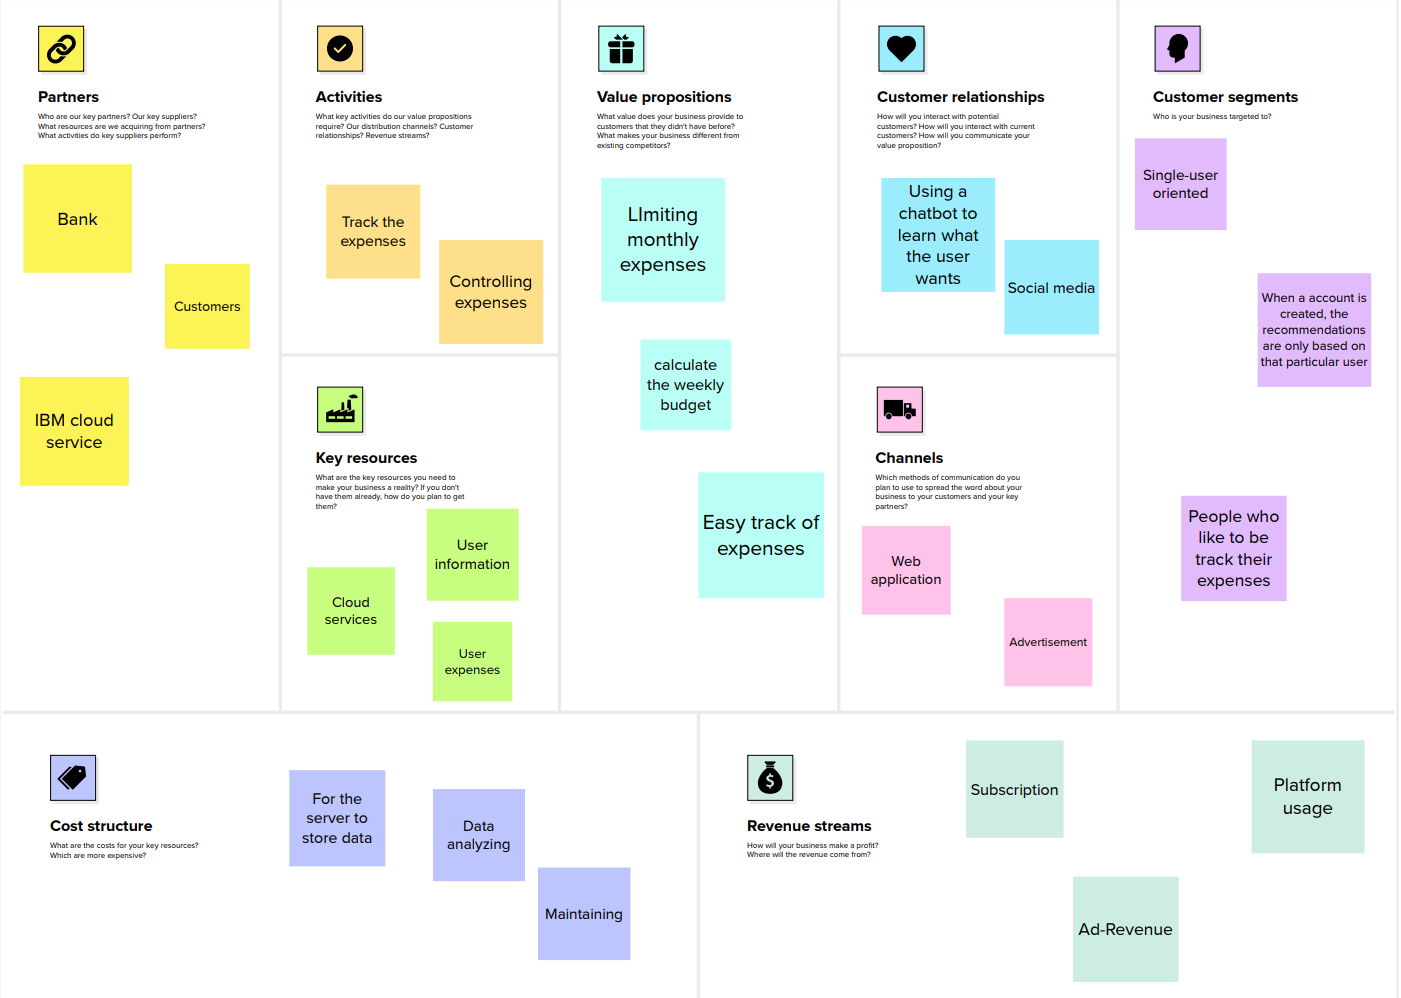 Partners
Who are our key partners? Our key suppliers?
What resources are we acquiring from partners?
What activities do key suppliers perform?
Bank
Customers
IBM cloud
service
Activities
What key activities do our value propositions
require? Our distribution channels? Customer
relationships? Revenue streams?
Track the
expenses
Controlling
expenses
Key resources
What are the key resources you need to
make your business a reality? If you don't
have them already, how do you plan to get
them?
User
information
Cloud
services
User
expenses
Value propositions
What value does your business provide to
customers that they didn't have before?
What makes your business different from
existing competitors?
LImiting
monthly
expenses
calculate
the weekly
budget
Easy track of
expenses
Customer relationships
How will you interact with potential
customers? How will you interact with current
customers? How will you communicate your
value proposition?
Using a
chatbot to
learn what
the user
wants
Social media
Channels
Which methods of communication do you
plan to use to spread the word about your
business to your customers and your key
partners?
Web
application
Advertisement
Customer segments
Who is your business targeted to?
Single-user
oriented
When a account is
created, the
recommendations
are only based on
that particular user
People who
like to be
track their
expenses
Cost structure
What are the costs for your key resources?
Which are more expensive?
For the
server to
store data
Data
analyzing
Maintaining
Revenue streams
How will your business make a profit?
Where will the revenue come from?
Subscription
Platform
usage
Ad-Revenue